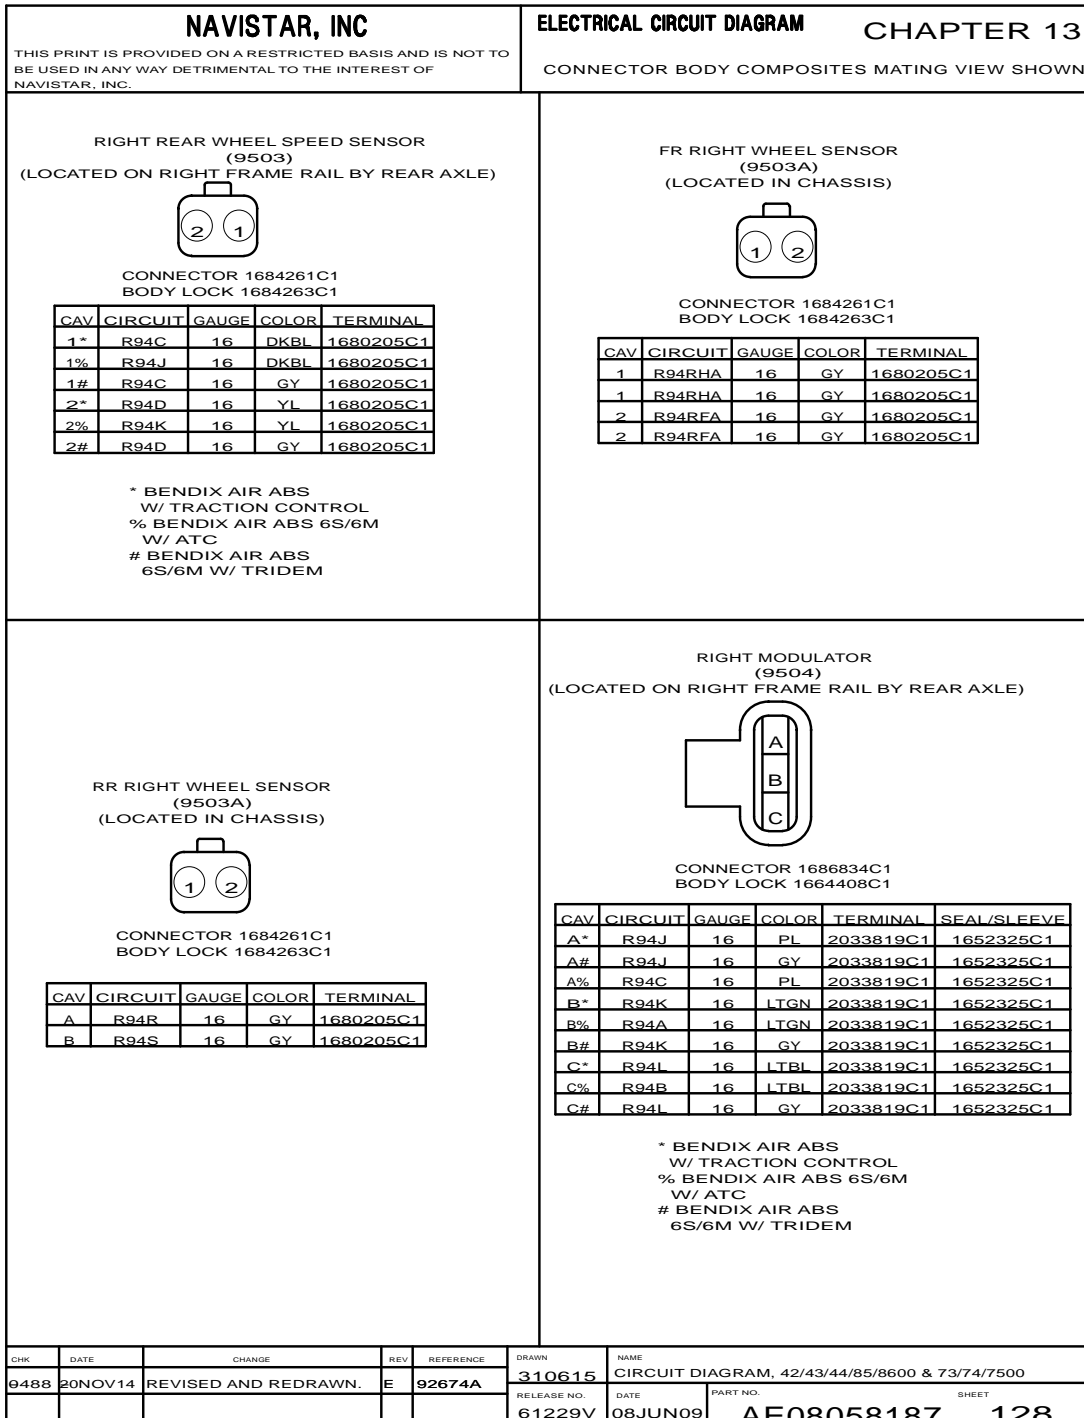 NAVISTAR, INC
THIS PRINT IS PROVIDED ON A RESTRICTED BASIS AND IS NOT TO
BE USED IN ANY WAY DETRIMENTAL TO THE INTEREST OF
NAVISTAR, INC.
ELECTRICAL CIRCUIT DIAGRAM CHAPTER 13
CONNECTOR BODY COMPOSITES MATING VIEW SHOWN
RIGHT REAR WHEEL SPEED SENSOR
(9503)
(LOCATED ON RIGHT FRAME RAIL BY REAR AXLE)
2 1
CONNECTOR 1684261C1
BODY LOCK 1684263C1
CAV CIRCUIT GAUGE COLOR TERMINAL
1* R94C 16 DKBL 1680205C1
1% R94J 16 DKBL 1680205C1
1# R94C 16 GY 1680205C1
2* R94D 16 YL 1680205C1
2% R94K 16 YL 1680205C1
2# R94D 16 GY 1680205C1
* BENDIX AIR ABS
W/ TRACTION CONTROL
% BENDIX AIR ABS 6S/6M
W/ ATC
# BENDIX AIR ABS
6S/6M W/ TRIDEM
FR RIGHT WHEEL SENSOR
(9503A)
(LOCATED IN CHASSIS)
1 2
CONNECTOR 1684261C1
BODY LOCK 1684263C1
CAV CIRCUIT GAUGE COLOR TERMINAL
1 R94RHA 16 GY 1680205C1
1 R94RHA 16 GY 1680205C1
2 R94RFA 16 GY 1680205C1
2 R94RFA 16 GY 1680205C1
RR RIGHT WHEEL SENSOR
(9503A)
(LOCATED IN CHASSIS)
1 2
CONNECTOR 1684261C1
BODY LOCK 1684263C1
CAV CIRCUIT GAUGE COLOR TERMINAL
A R94R 16 GY 1680205C1
B R94S 16 GY 1680205C1
RIGHT MODULATOR
(9504)
(LOCATED ON RIGHT FRAME RAIL BY REAR AXLE)
A
B
C
CONNECTOR 1686834C1
BODY LOCK 1664408C1
CAV CIRCUIT GAUGE COLOR TERMINAL SEAL/SLEEVE
A* R94J 16 PL 2033819C1 1652325C1
A# R94J 16 GY 2033819C1 1652325C1
A% R94C 16 PL 2033819C1 1652325C1
B* R94K 16 LTGN 2033819C1 1652325C1
B% R94A 16 LTGN 2033819C1 1652325C1
B# R94K 16 GY 2033819C1 1652325C1
C* R94L 16 LTBL 2033819C1 1652325C1
C% R94B 16 LTBL 2033819C1 1652325C1
C# R94L 16 GY 2033819C1 1652325C1
* BENDIX AIR ABS
W/ TRACTION CONTROL
% BENDIX AIR ABS 6S/6M
W/ ATC
# BENDIX AIR ABS
6S/6M W/ TRIDEM
CHK DATE CHANGE REV REFERENCE
9488 20NOV14 REVISED AND REDRAWN. E 92674A
DRAWN
310615
NAME
CIRCUIT DIAGRAM, 42/43/44/85/8600 & 73/74/7500
RELEASE NO. DATE PART NO. SHEET
61229V 08JUN09 AE08058187 128